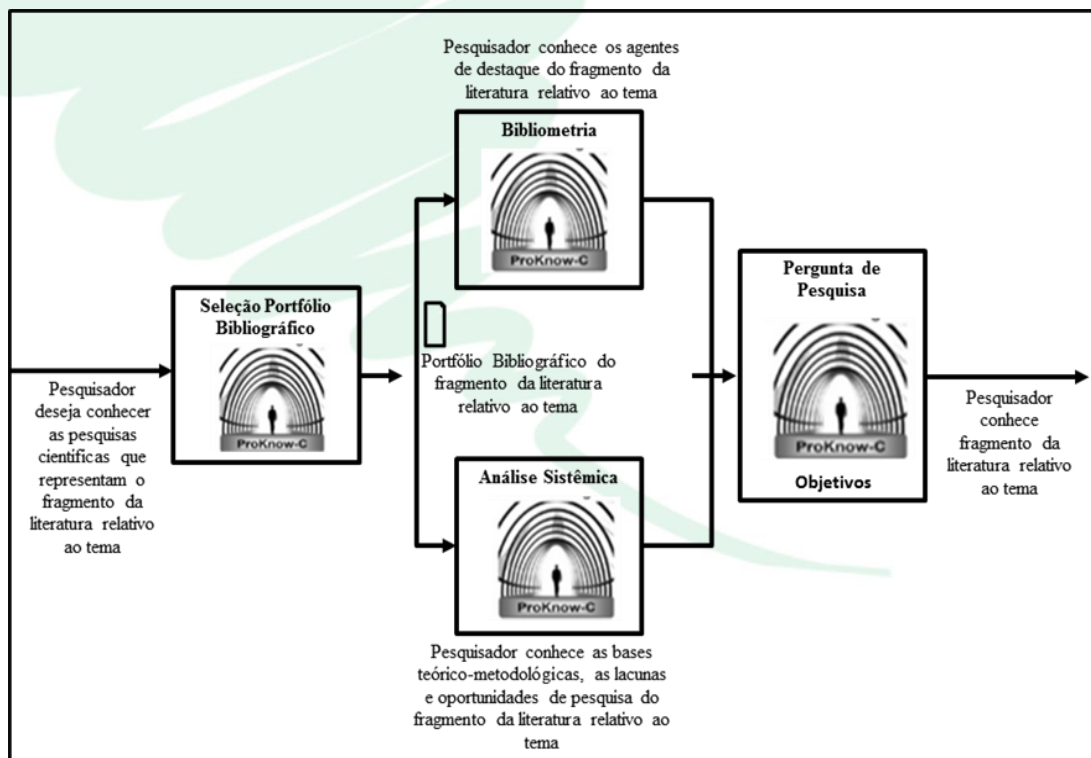 Pesquisador conhece os agentes
de destaque do fragmento da
literatura relativo ao tema
Bibliometria
ProKnow-C
Seleção Portfólio
Bibliográfico
ProKnow-C
Pesquisador
deseja conhecer
as pesquisas
cientificas que
representam o
fragmento da
literatura relativo
ao tema
Portfólio Bibliográfico do
fragmento da literatura
relativo ao tema
Análise Sistêmica
ProKnow-C
Pesquisador conhece as bases
teórico-metodológicas, as lacunas
e oportunidades de pesquisa do
fragmento da literatura relativo ao
tema
Pergunta de
Pesquisa
ProKnow-C
Objetivos
Pesquisador
conhece
fragmento da
literatura relativo
ao tema